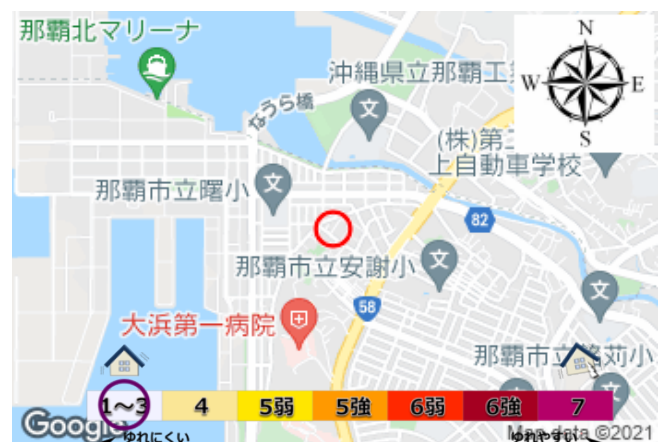 那覇北マリーナ
N
W
E
S
沖縄県立那覇工
なうら橋
(株)第
上自動車学校
那覇市立曙小
82
那覇市立安謝小
58
大浜第一病院
那覇市立
小
1～3
4
5弱
5強
6弱
6強
7
Google
ゆれにくい
ゆれやすい
Map data ©2021